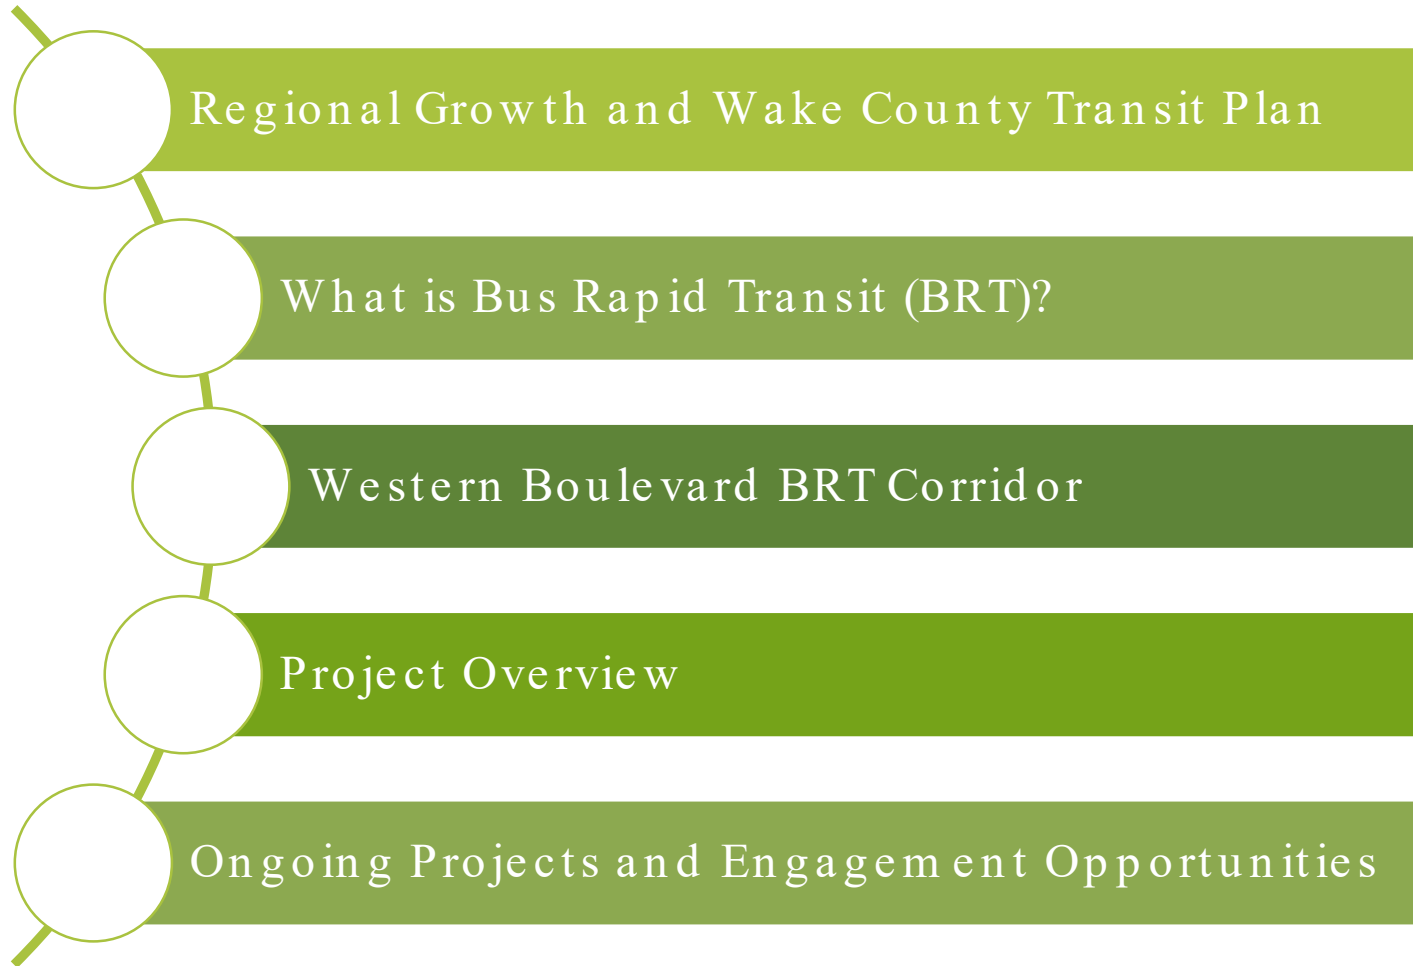 Regional Growth and Wake County Transit Plan
What is Bus Rapid Transit (BRT)?
Western Boulevard BRT Corridor
Project Overview
Ongoing Projects and Engagement Opportunities